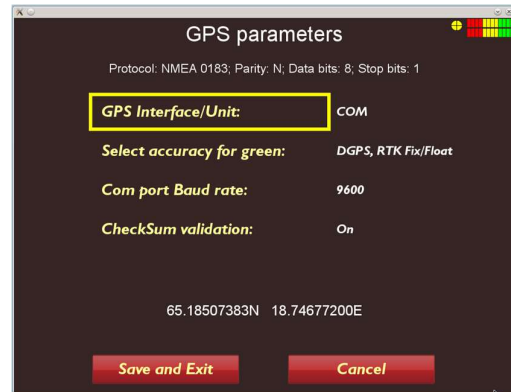 GPS parameters
Protocol: NMEA 0183; Parity: N; Data bits: 8; Stop bits: 1
GPS Interface/Unit: COM
Select accuracy for green: DGPS, RTK Fix/Float
Com port Baud rate: 9600
CheckSum validation: On
65.18507383N 18.74677200E
Save and Exit Cancel